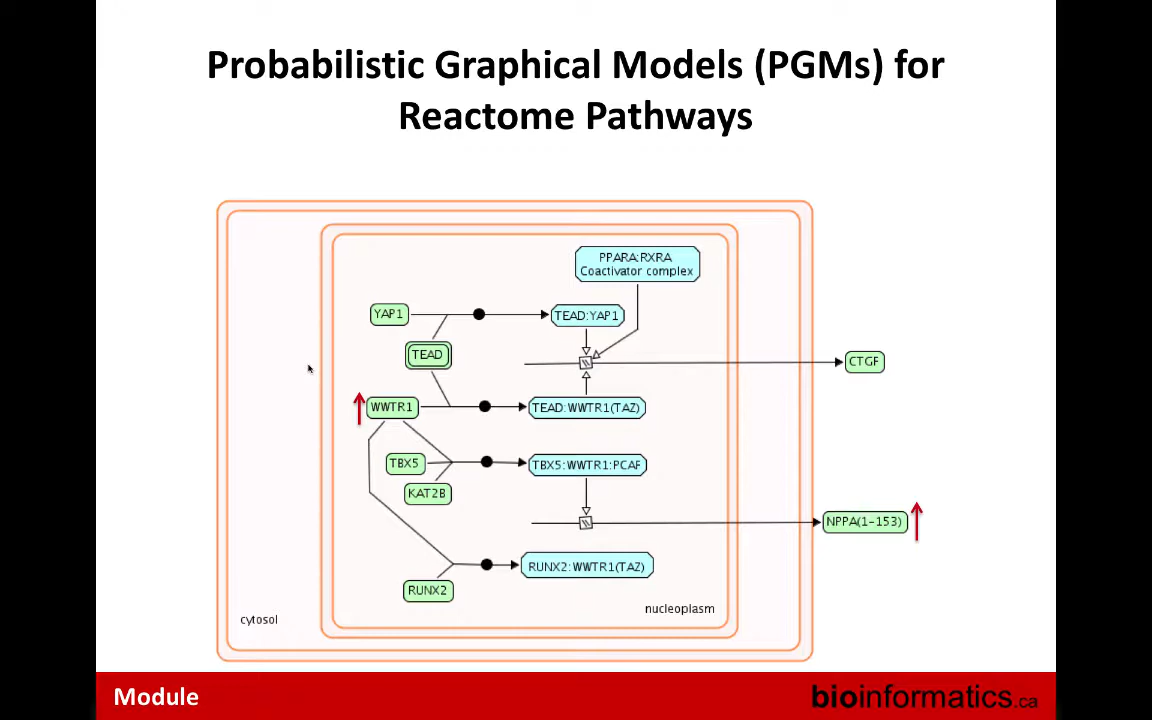 Probabilistic Graphical Models (PGMs) for
Reactome Pathways
PPARA:RXRA
Coactivator complex
YAP1
TEAD:YAP1
TEAD
CTGF
WWTR1
TEAD:WWTR1(TAZ)
TBX5
TBX5:WWTR1:PCAF
KAT2B
NPPA(1-153)
RUNX2:WWTR1(TAZ)
RUNX2
nucleoplasm
cytosol
Module
bioinformatics.ca